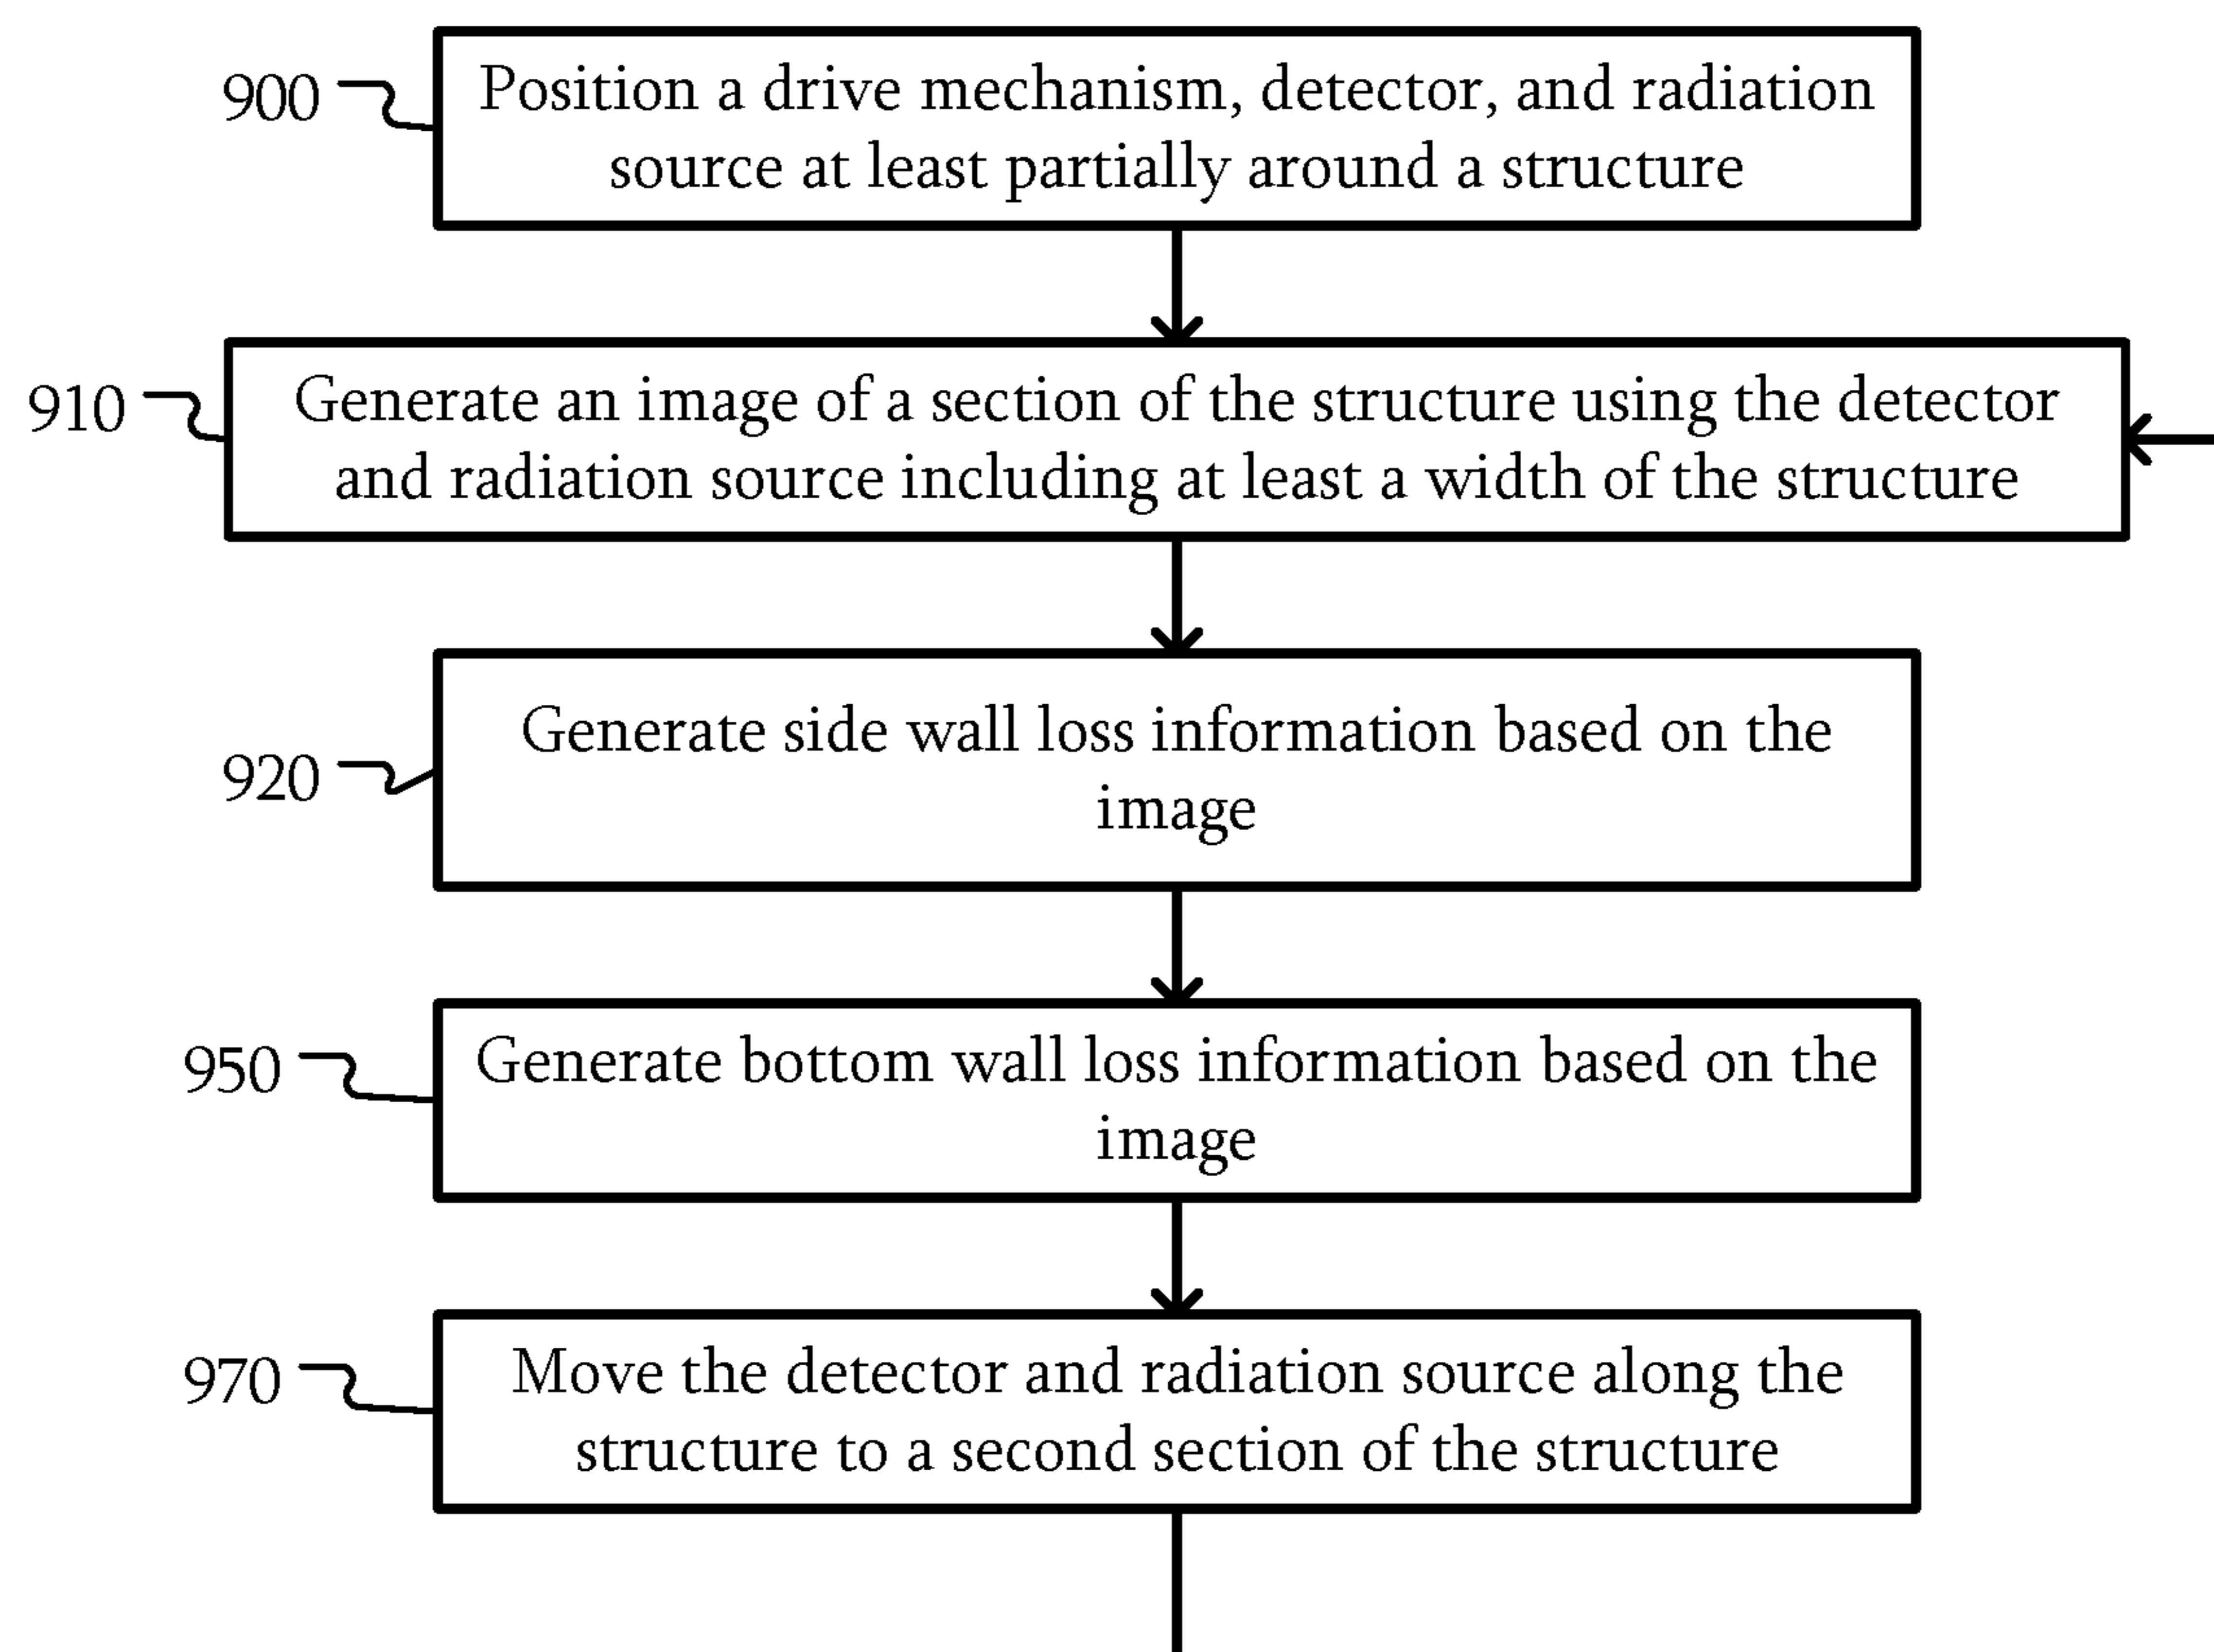 900
Position a drive mechanism, detector, and radiation
source at least partially around a structure
910
Generate an image of a section of the structure using the detector
and radiation source including at least a width of the structure
920
Generate side wall loss information based on the
image
950
Generate bottom wall loss information based on the
image
970
Move the detector and radiation source along the
structure to a second section of the structure